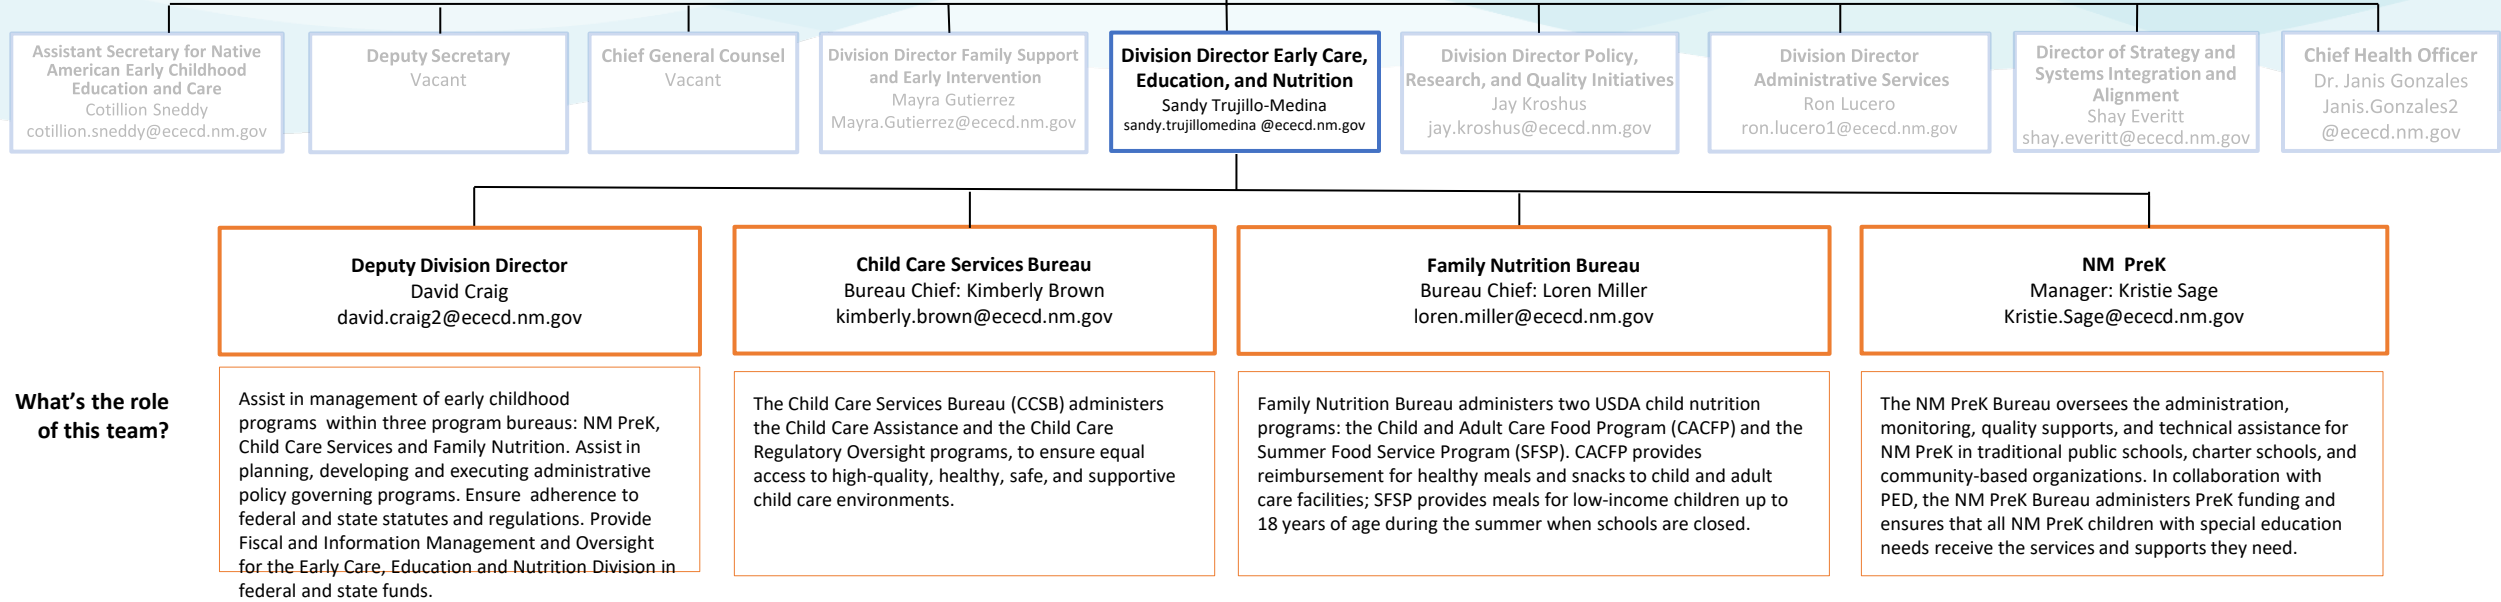 Assistant Secretary for Native
American Early Childhood
Education and Care
Cotillion Sneddy
cotillion.sneddy@ececd.nm.gov
Deputy Secretary
Vacant
Chief General Counsel
Vacant
Division Director Family Support
and Early Intervention
Mayra Gutierrez
Mayra.Gutierrez@ececd.nm.gov
Division Director Early Care,
Education, and Nutrition
Sandy Trujillo-Medina
sandy.trujillomedina @ececd.nm.gov
Division Director Policy,
Research, and Quality Initiatives
Jay Kroshus
jay.kroshus@ececd.nm.gov
Division Director
Administrative Services
Ron Lucero
ron.lucero1@ececd.nm.gov
Director of Strategy and
Systems Integration and
Alignment
Shay Everitt
shay.everitt@ececd.nm.gov
Chief Health Officer
Dr. Janis Gonzales
Janis.Gonzales2
@ececd.nm.gov
Deputy Division Director
David Craig
david.craig2@ececd.nm.gov
Child Care Services Bureau
Bureau Chief: Kimberly Brown
kimberly.brown@ececd.nm.gov
Family Nutrition Bureau
Bureau Chief: Loren Miller
loren.miller@ececd.nm.gov
NM PreK
Manager: Kristie Sage
Kristie.Sage@ececd.nm.gov
What's the role
of this team?
Assist in management of early childhood
programs within three program bureaus: NM PreK,
Child Care Services and Family Nutrition. Assist in
planning, developing and executing administrative
policy governing programs. Ensure adherence to
federal and state statutes and regulations. Provide
Fiscal and Information Management and Oversight
for the Early Care, Education and Nutrition Division in
federal and state funds.
The Child Care Services Bureau (CCSB) administers
the Child Care Assistance and the Child Care
Regulatory Oversight programs, to ensure equal
access to high-quality, healthy, safe, and supportive
child care environments.
Family Nutrition Bureau administers two USDA child nutrition
programs: the Child and Adult Care Food Program (CACFP) and the
Summer Food Service Program (SFSP). CACFP provides
reimbursement for healthy meals and snacks to child and adult
care facilities; SFSP provides meals for low-income children up to
18 years of age during the summer when schools are closed.
The NM PreK Bureau oversees the administration,
monitoring, quality supports, and technical assistance for
NM PreK in traditional public schools, charter schools, and
community-based organizations. In collaboration with
PED, the NM PreK Bureau administers PreK funding and
ensures that all NM PreK children with special education
needs receive the services and supports they need.